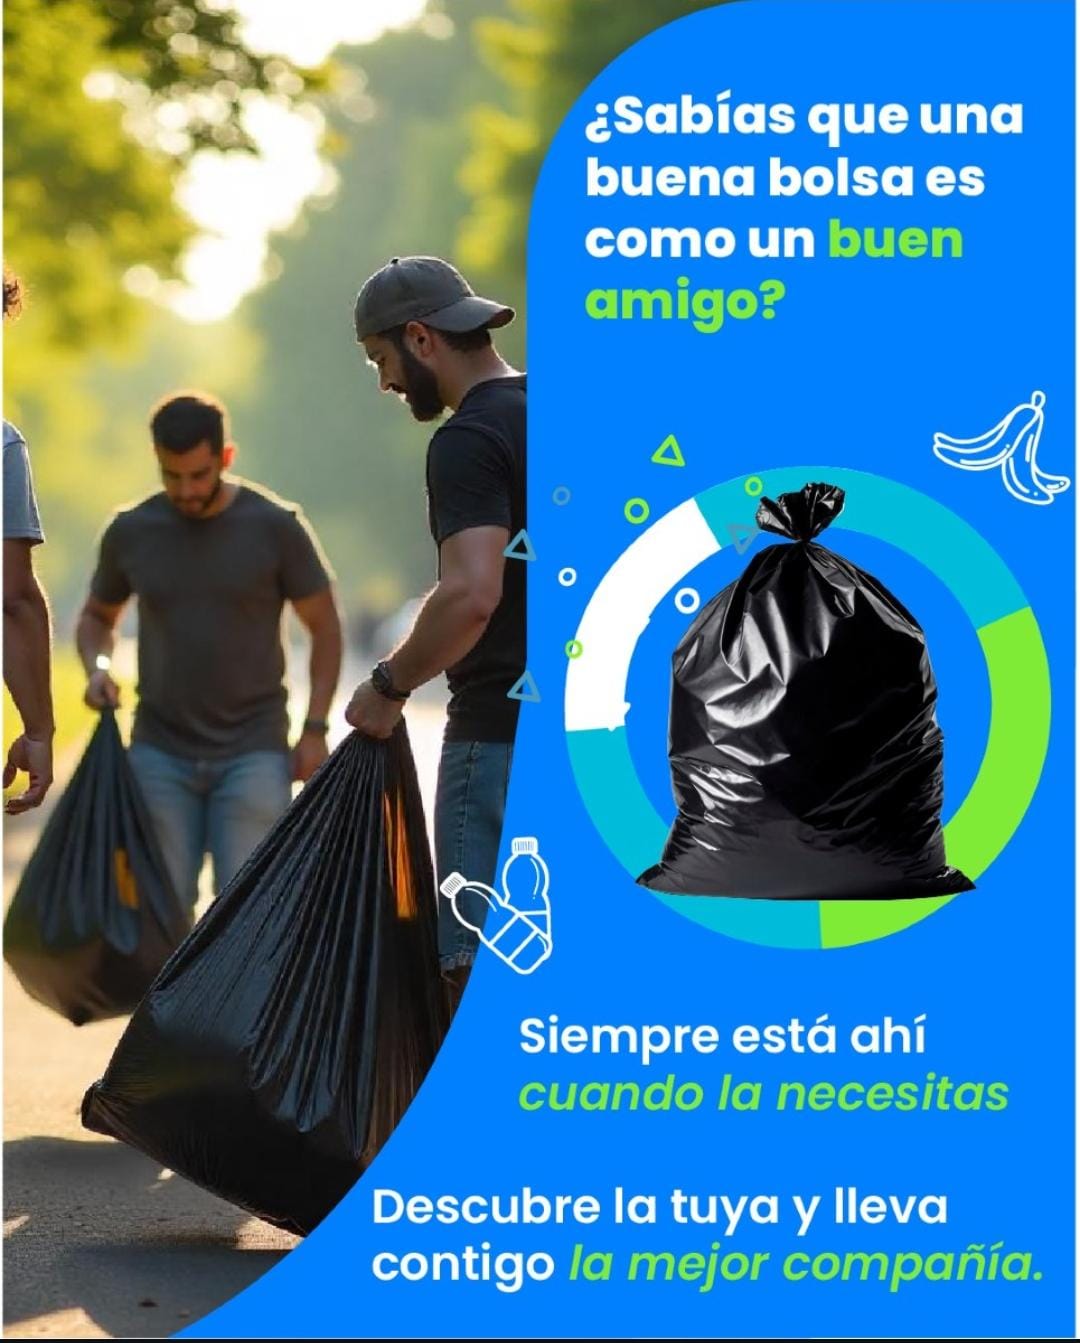 ¿Sabías que una
buena bolsa es
como un buen
amigo?
Siempre está ahí
cuando la necesitas
Descubre la tuya y lleva
contigo la mejor compañía.